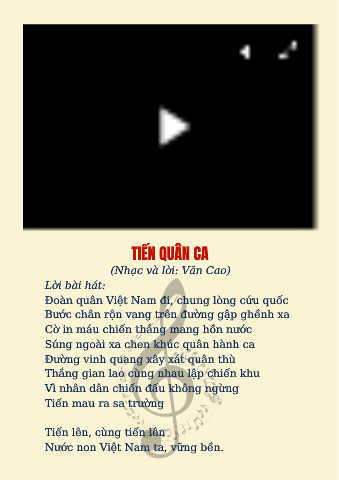 TIẾN QUÂN CA
(Nhạc và lời: Văn Cao)
Lời bài hát:
Đoàn quân Việt Nam đi, chung lòng cứu quốc
Bước chân rộn vang trên đường gập ghềnh xa
Cờ in máu chiến thắng mang hồn nước
Súng ngoài xa chen khúc quân hành ca
Đường vinh quang xây xát quân thù
Thắng gian lao cùng nhau lập chiến khu
Vì nhân dân chiến đấu không ngừng
Tiến mau ra sa trường
Tiến lên, cùng tiến lên
Nước non Việt Nam ta, vững bền.